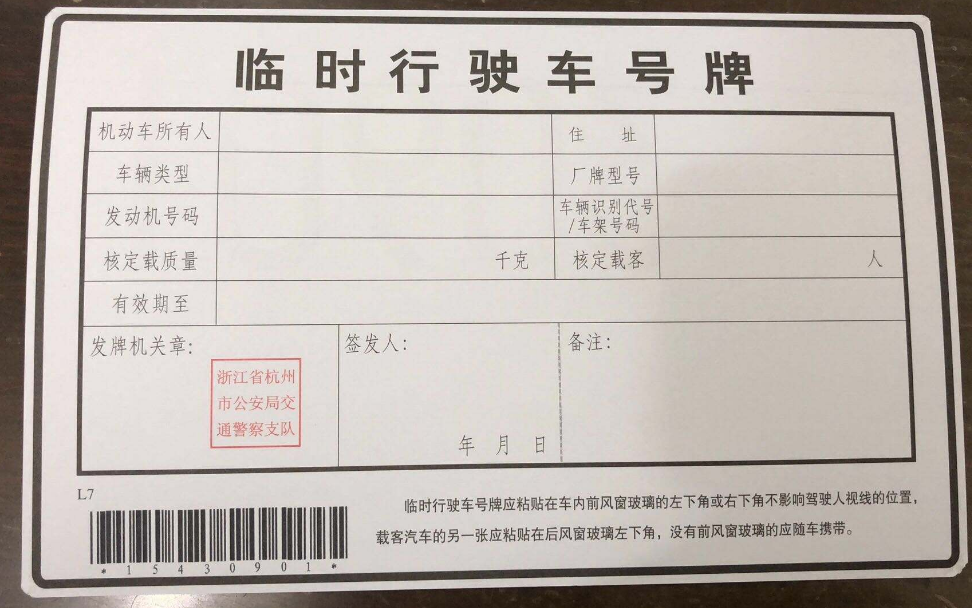 临时行驶车号牌
机动车所有人 住 址
车辆类型 厂牌型号
发动机号码 车辆识别代号
/车架号码
核定载质量 千克 核定载客 人
有效期至
发牌机关章: 签发人: 备注:
浙江省杭州
市公安局交
通警察支队
年 月 日
L7
临时行驶车号牌应粘贴在车内前风窗玻璃的左下角或右下角不影响驾驶人视线的位置,
载客汽车的另一张应粘贴在后风窗玻璃左下角,没有前风窗玻璃的应随车携带。
*15430901*